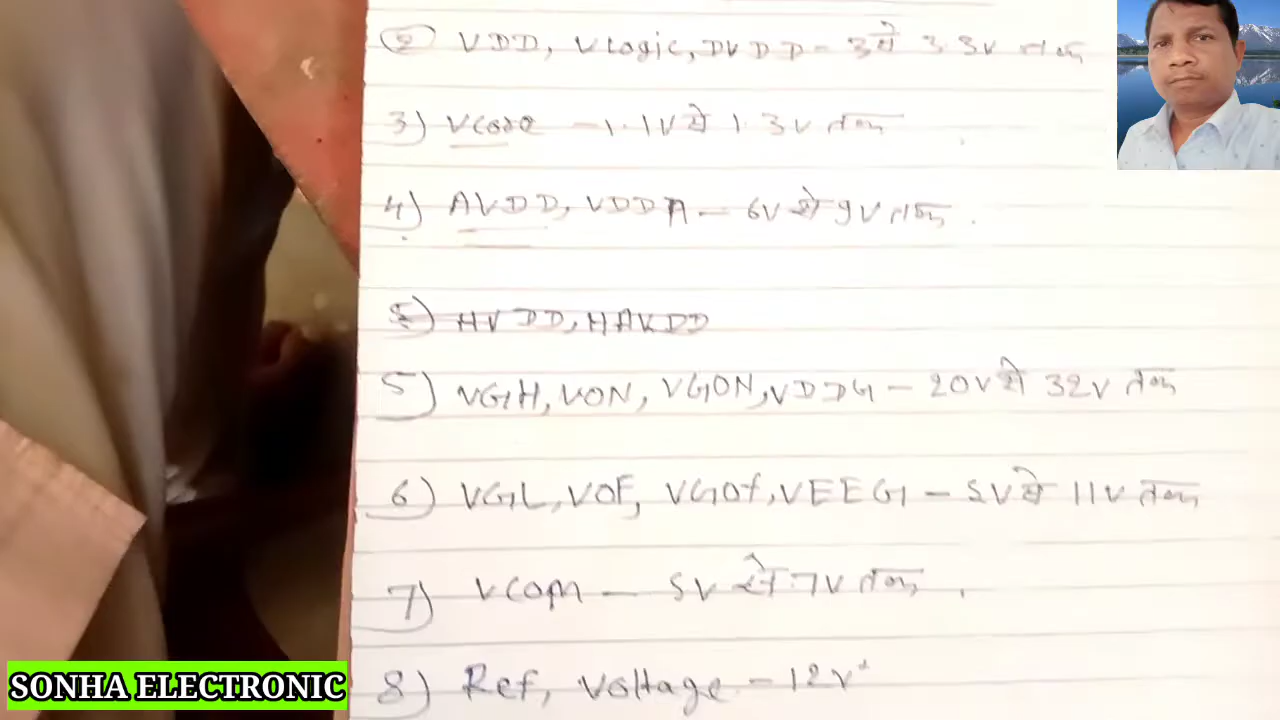 ② VDD, VLogic, DVDD - 3 से 3.3V तक
3) Vcore - 1.1V से 1.3V तक
4) AVDD, VDDA - 6V से 9V तक.
5) HVDD, HAVDD
5) VGH, VON, VGON, VDDG - 20V से 32V तक
6) VGL, VOF, VGOf, VEEG - 5V से 11V तक
7) Vcom - 5V से 7V तक.
8) Ref, Voltage - 12V
SONHA ELECTRONIC